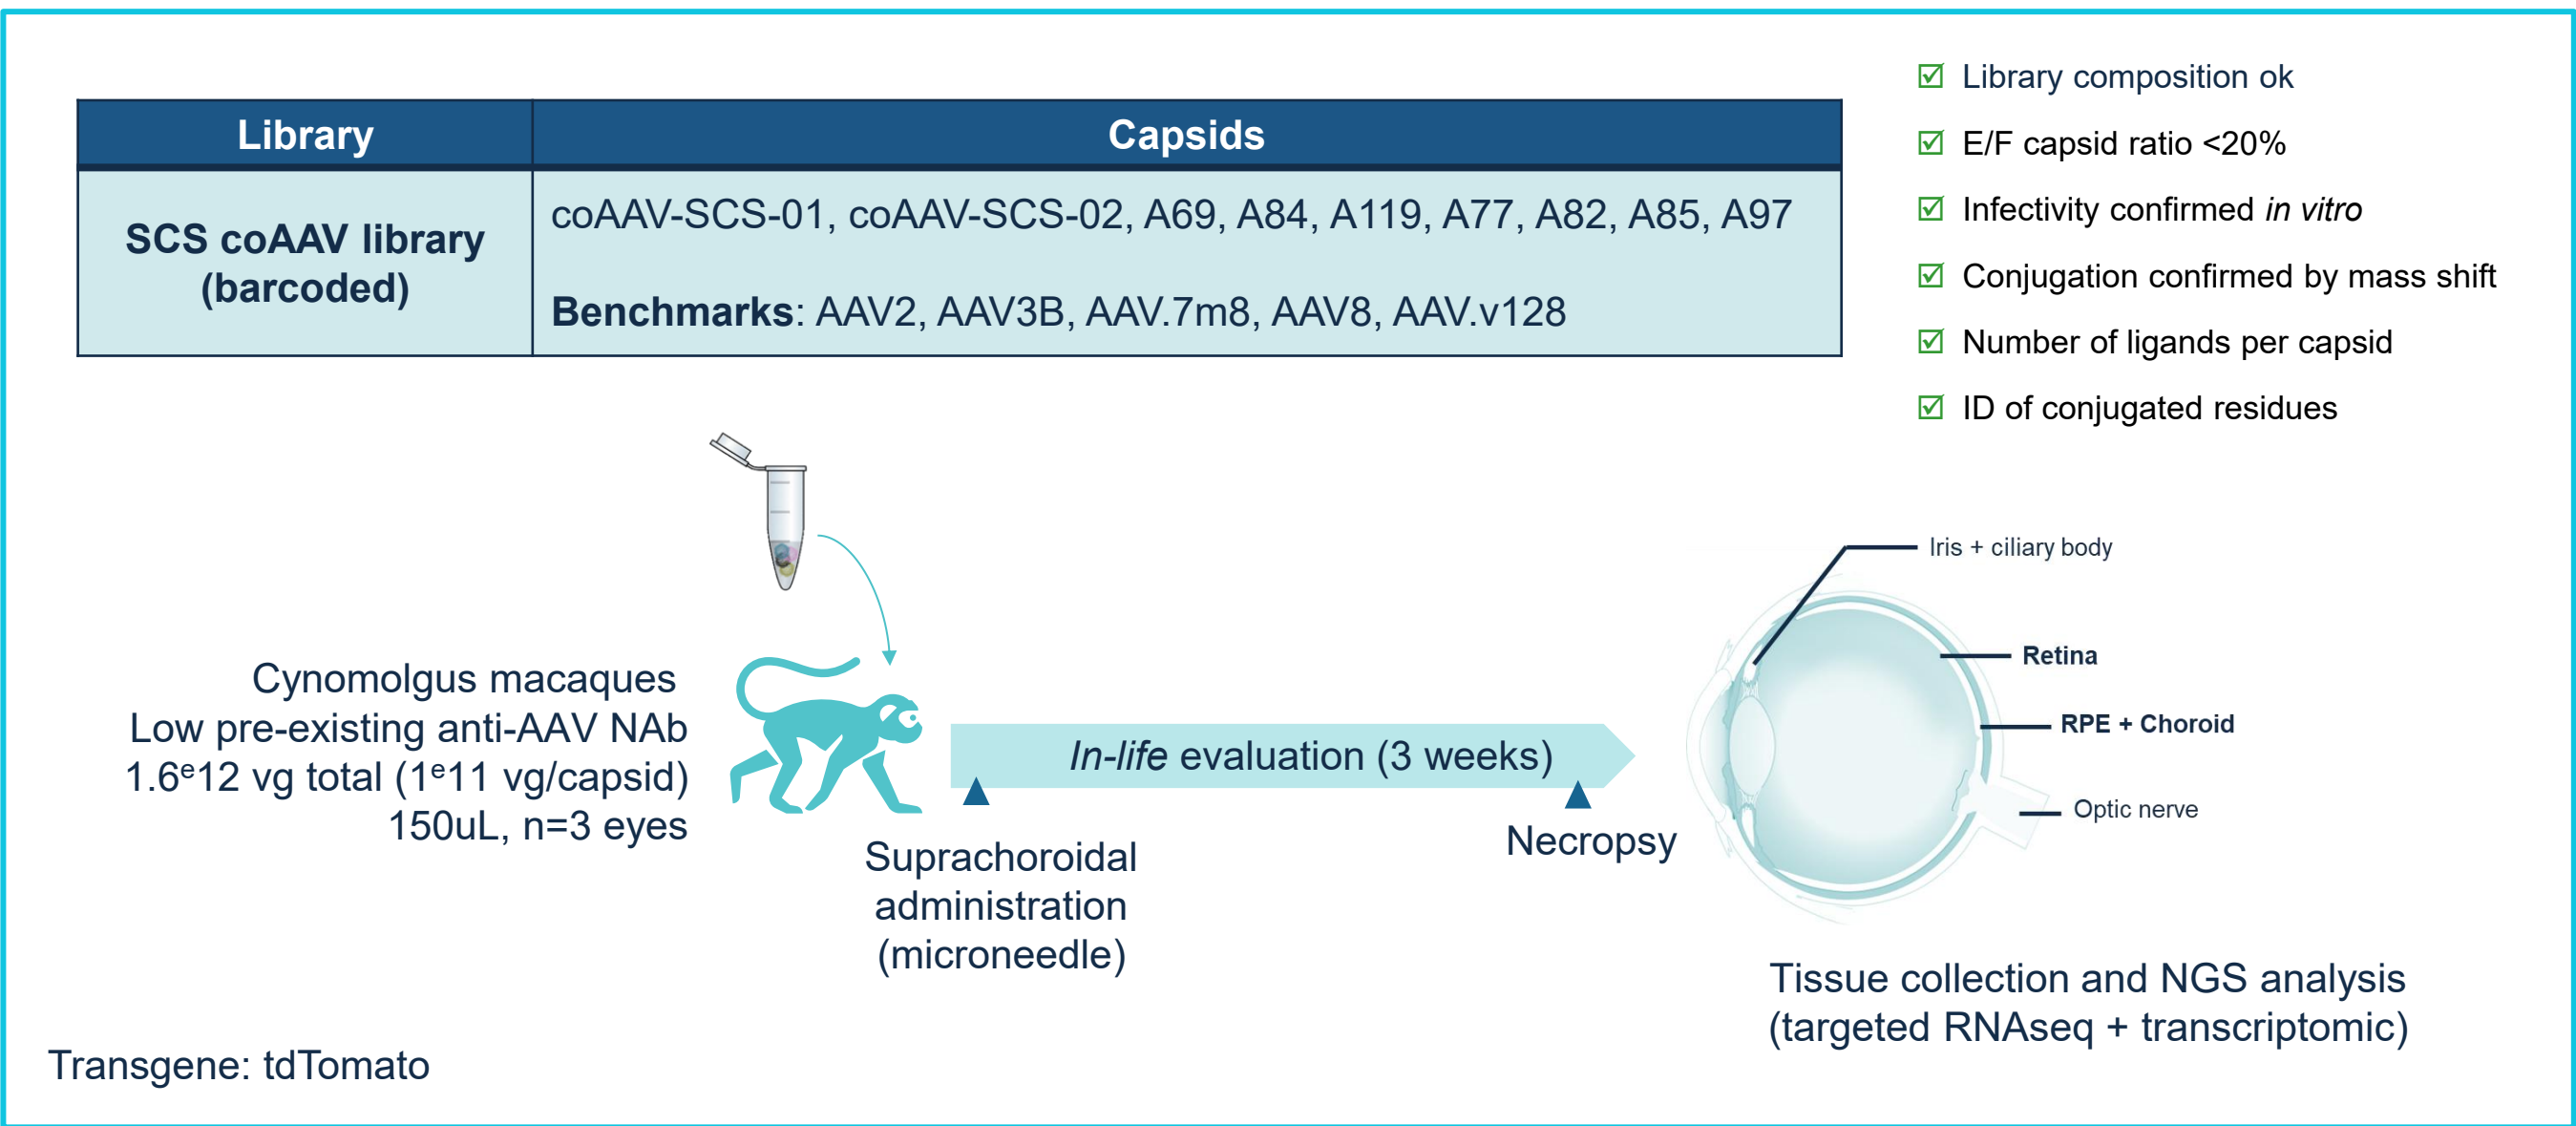 Library
Capsids
SCS coAAV library
(barcoded)
coAAV-SCS-01, coAAV-SCS-02, A69, A84, A119, A77, A82, A85, A97
Benchmarks: AAV2, AAV3B, AAV.7m8, AAV8, AAV.v128
Library composition ok
E/F capsid ratio <20%
Infectivity confirmed in vitro
Conjugation confirmed by mass shift
Number of ligands per capsid
ID of conjugated residues
Cynomolgus macaques
Low pre-existing anti-AAV NAb
1.6ᵉ12 vg total (1ᵉ11 vg/capsid)
150uL, n=3 eyes
In-life evaluation (3 weeks)
Suprachoroidal
administration
(microneedle)
Necropsy
Iris + ciliary body
Retina
RPE + Choroid
Optic nerve
Tissue collection and NGS analysis
(targeted RNAseq + transcriptomic)
Transgene: tdTomato